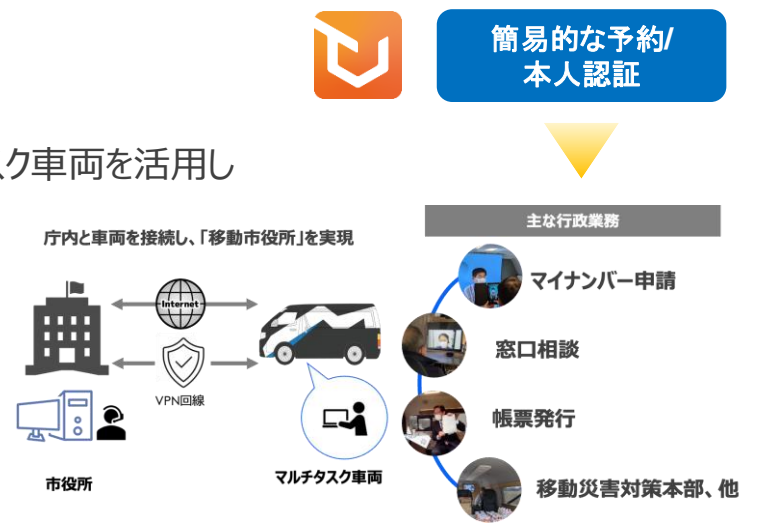 簡易的な予約/
本人認証
スク車両を活用し
庁内と車両を接続し、「移動市役所」を実現
主な行政業務
Internet
マイナンバー申請
窓口相談
VPN回線
帳票発行
市役所
マルチタスク車両
移動災害対策本部、他